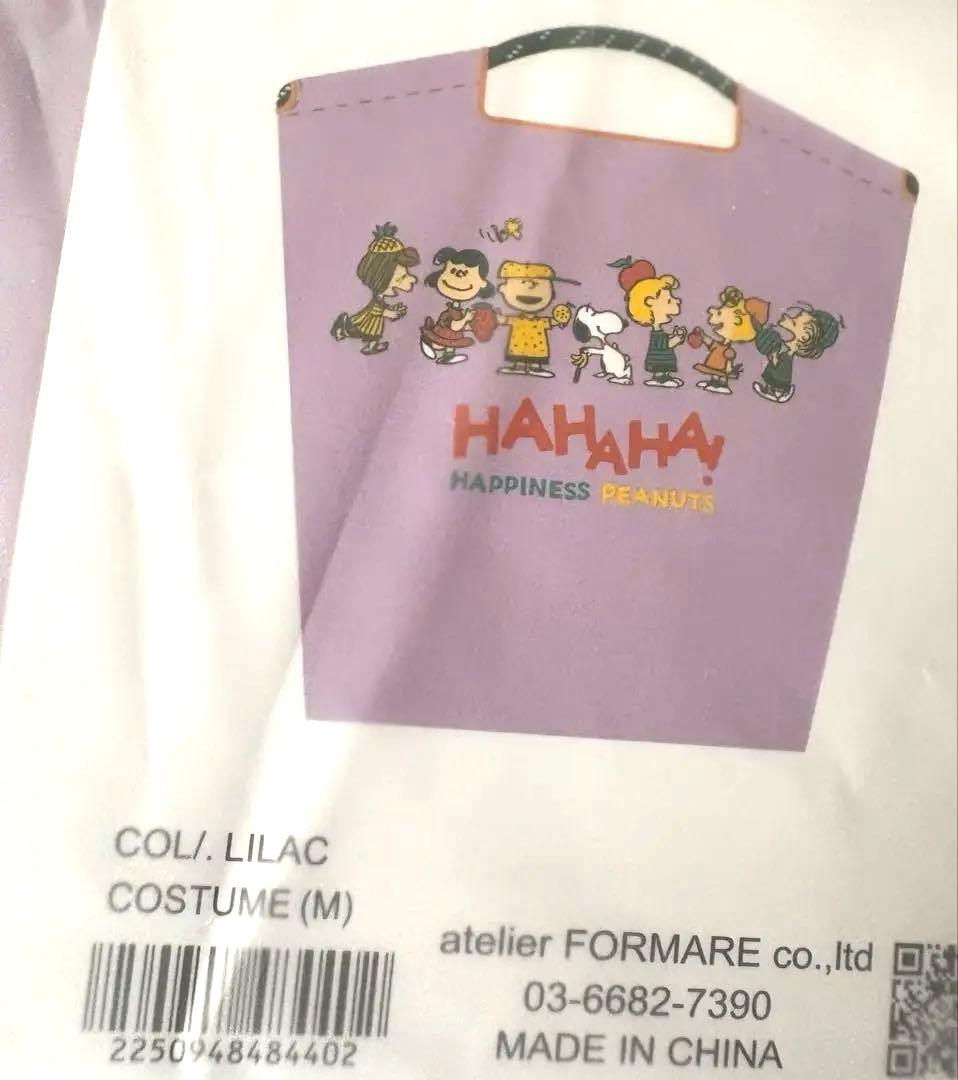 HAHAHA!
HAPPINESS PEANUTS
COL/. LILAC
COSTUME (M)
2250948484402
atelier FORMARE co.,ltd
03-6682-7390
MADE IN CHINA